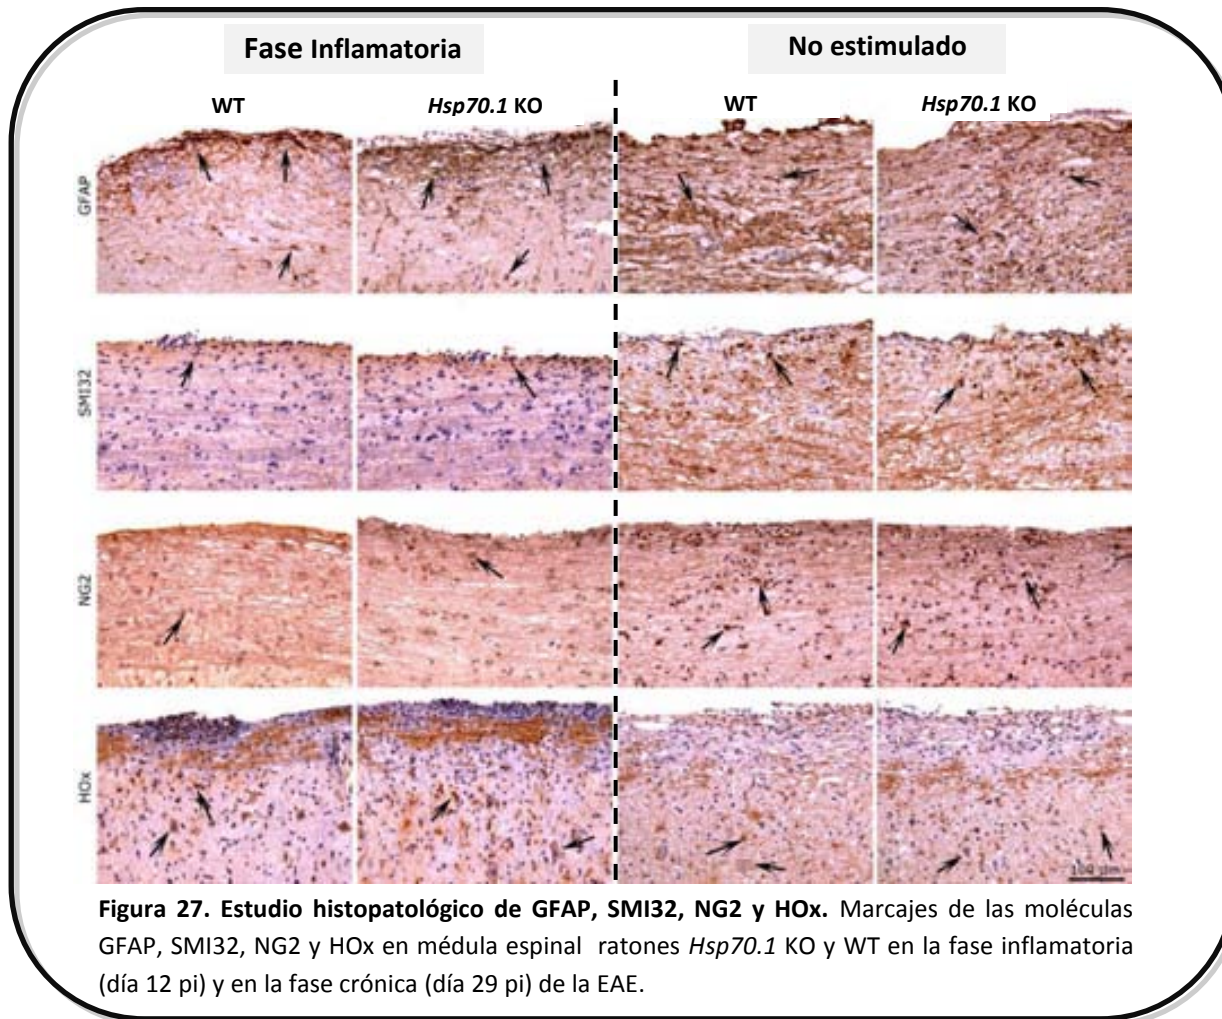 Fase Inflamatoria
No estimulado
WT
Hsp70.1 KO
WT
Hsp70.1 KO
GFAP
SMI32
NG2
HOx
100 µm
Figura 27. Estudio histopatológico de GFAP, SMI32, NG2 y HOx. Marcajes de las moléculas
GFAP, SMI32, NG2 y HOx en médula espinal ratones Hsp70.1 KO y WT en la fase inflamatoria
(día 12 pi) y en la fase crónica (día 29 pi) de la EAE.